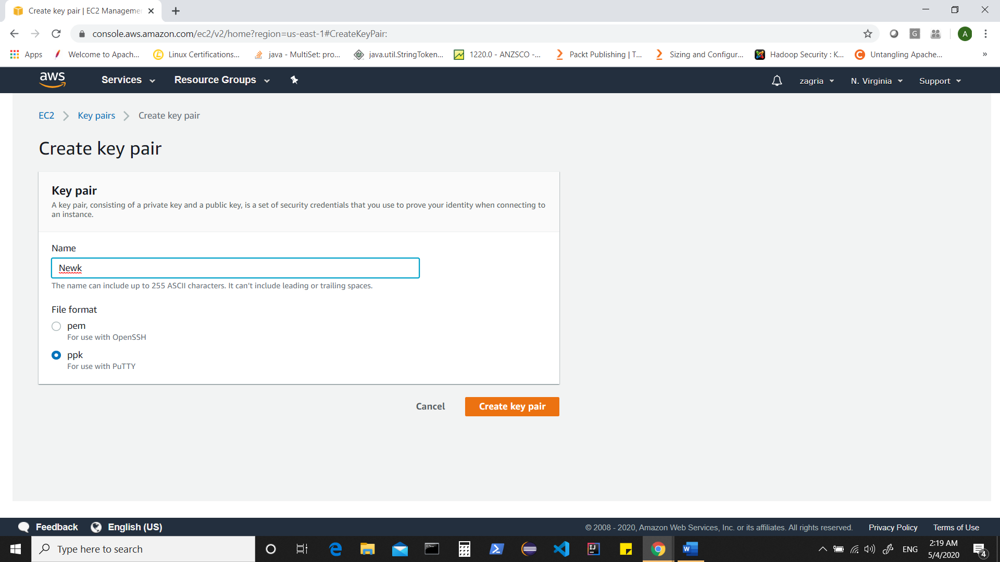 Create key pair | EC2 Managemen
console.aws.amazon.com/ec2/v2/home?region=us-east-1#CreateKeyPair:
G
A
Apps
Welcome to Apach...
Linux Certifications...
java - MultiSet: pro...
java.util.StringToken...
1220.0 - ANZSCO -...
Packt Publishing | T...
Sizing and Configur...
Hadoop Security : K...
Untangling Apache...
»
aws
Services
Resource Groups
zagria
N. Virginia
Support
EC2
Key pairs
Create key pair
Create key pair
Key pair
A key pair, consisting of a private key and a public key, is a set of security credentials that you use to prove your identity when connecting to
an instance.
Name
Newk
The name can include up to 255 ASCII characters. It can't include leading or trailing spaces.
File format
pem
For use with OpenSSH
ppk
For use with PuTTY
Cancel
Create key pair
Feedback
English (US)
© 2008 - 2020, Amazon Web Services, Inc. or its affiliates. All rights reserved.
Privacy Policy
Terms of Use
Type here to search
ENG
2:19 AM
5/4/2020
4